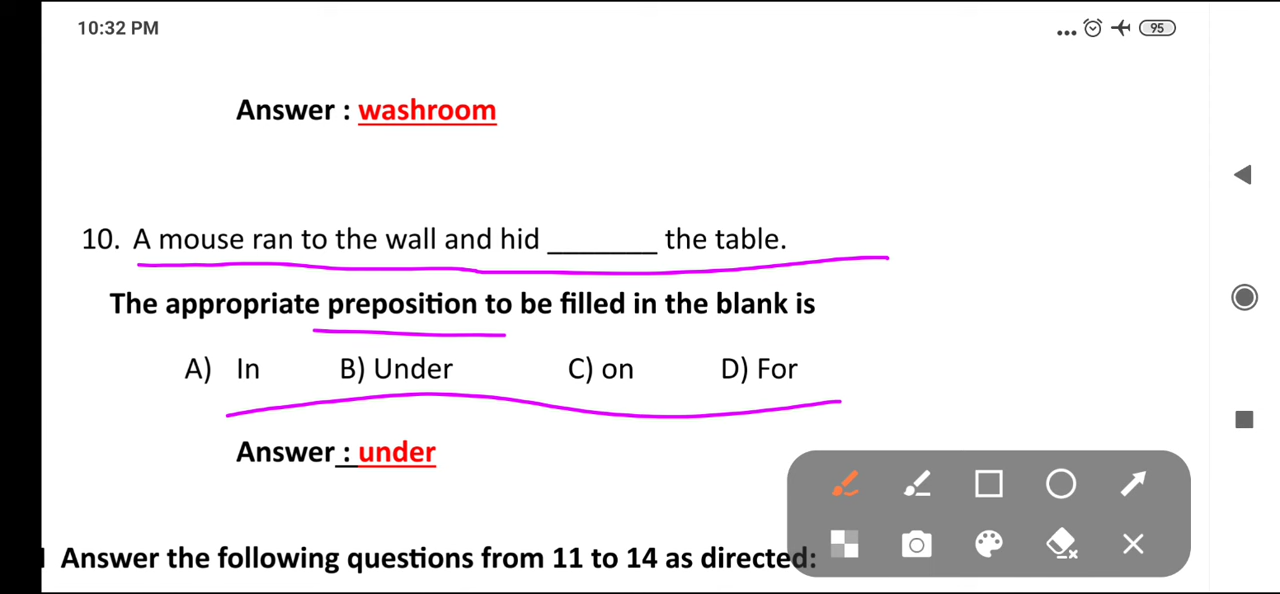 10:32 PM
95
Answer : washroom
10. A mouse ran to the wall and hid _______ the table.
The appropriate preposition to be filled in the blank is
A) In B) Under C) on D) For
Answer : under
Answer the following questions from 11 to 14 as directed: